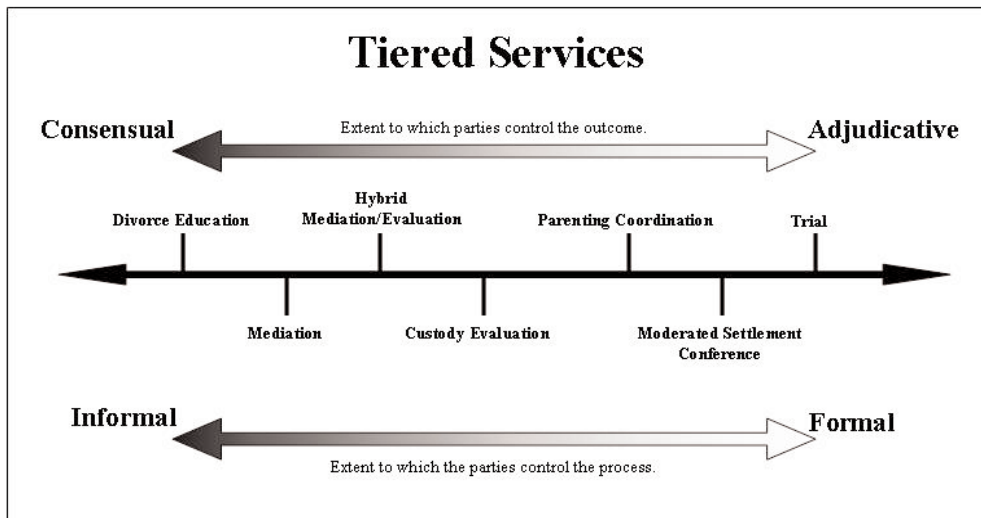 Tiered Services
Consensual
Extent to which parties control the outcome.
Adjudicative
Divorce Education
Hybrid
Mediation/Evaluation
Parenting Coordination
Trial
Mediation
Custody Evaluation
Moderated Settlement
Conference
Informal
Formal
Extent to which the parties control the process.